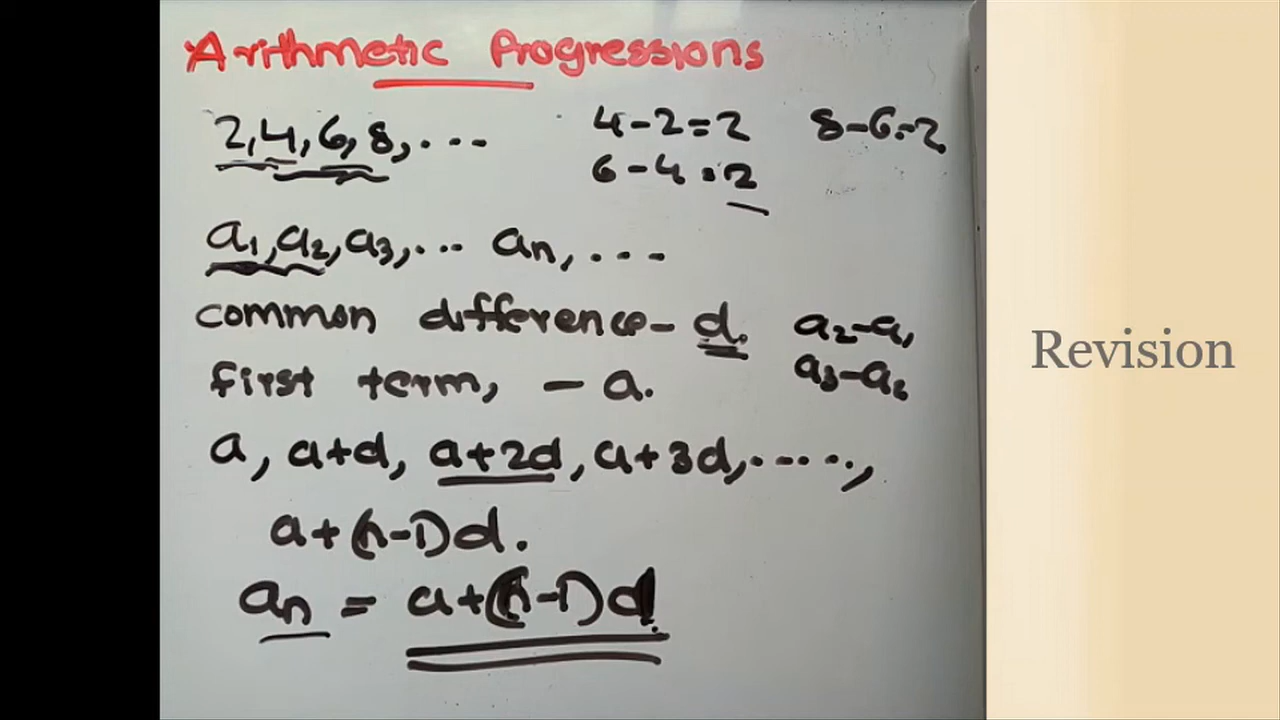 Arithmetic Progressions
2, 4, 6, 8, ... 4-2=2 8-6=2
6-4=2
a₁, a₂, a₃, ... aₙ, ...
common difference - d. a₂-a₁
a₃-a₂
first term, - a.
a, a+d, a+2d, a+3d, ....,
a+(n-1)d.
aₙ = a+(n-1)d.
Revision